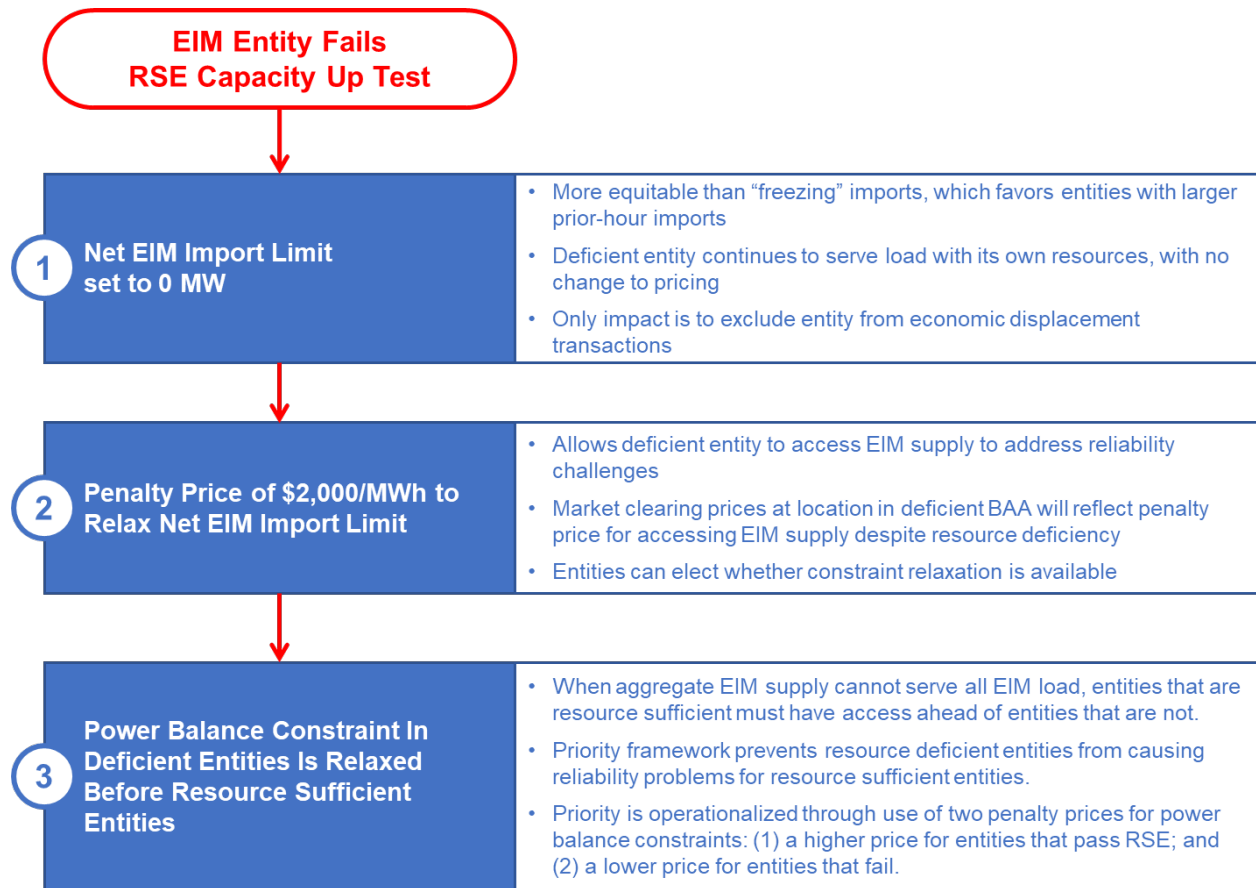 EIM Entity Fails
RSE Capacity Up Test
1
Net EIM Import Limit
set to 0 MW
• More equitable than “freezing” imports, which favors entities with larger
prior-hour imports
• Deficient entity continues to serve load with its own resources, with no
change to pricing
• Only impact is to exclude entity from economic displacement
transactions
2
Penalty Price of $2,000/MWh to
Relax Net EIM Import Limit
• Allows deficient entity to access EIM supply to address reliability
challenges
• Market clearing prices at location in deficient BAA will reflect penalty
price for accessing EIM supply despite resource deficiency
• Entities can elect whether constraint relaxation is available
3
Power Balance Constraint In
Deficient Entities Is Relaxed
Before Resource Sufficient
Entities
• When aggregate EIM supply cannot serve all EIM load, entities that are
resource sufficient must have access ahead of entities that are not.
• Priority framework prevents resource deficient entities from causing
reliability problems for resource sufficient entities.
• Priority is operationalized through use of two penalty prices for power
balance constraints: (1) a higher price for entities that pass RSE; and
(2) a lower price for entities that fail.